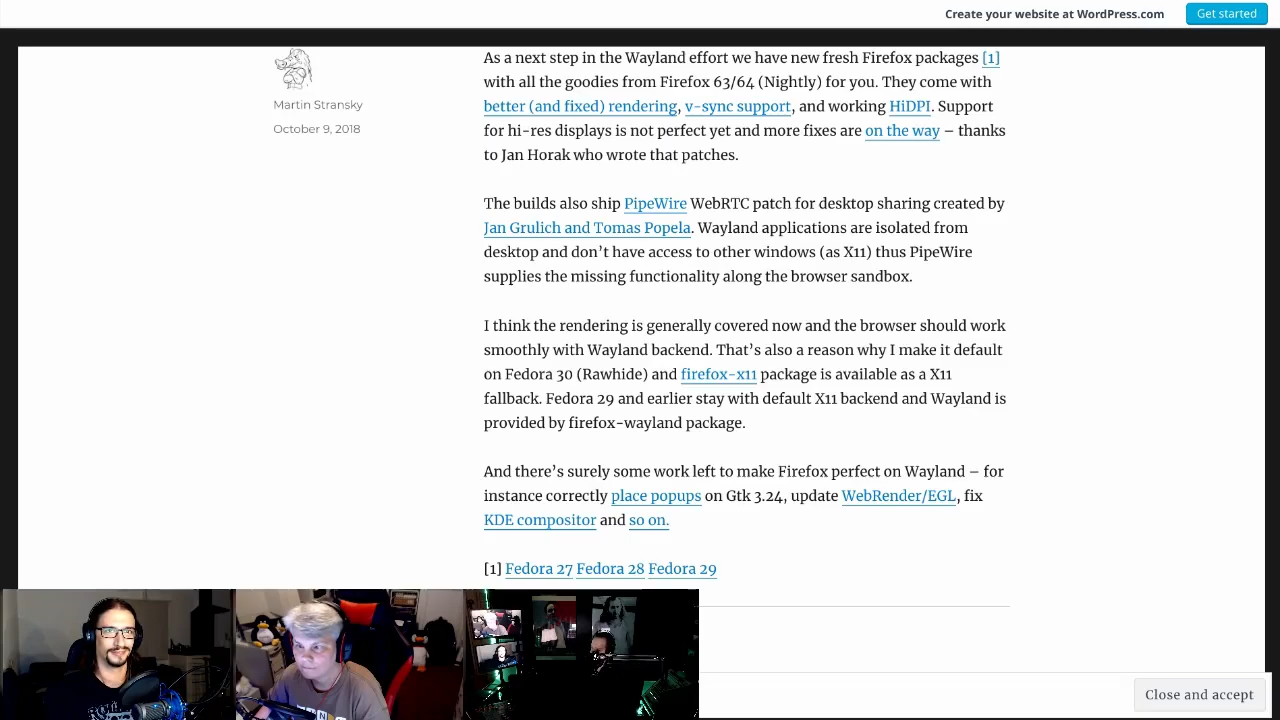 Create your website at WordPress.com
Get started
Martin Stransky
October 9, 2018
As a next step in the Wayland effort we have new fresh Firefox packages [1]
with all the goodies from Firefox 63/64 (Nightly) for you. They come with
better (and fixed) rendering, v-sync support, and working HiDPI. Support
for hi-res displays is not perfect yet and more fixes are on the way – thanks
to Jan Horak who wrote that patches.
The builds also ship PipeWire WebRTC patch for desktop sharing created by
Jan Grulich and Tomas Popela. Wayland applications are isolated from
desktop and don’t have access to other windows (as X11) thus PipeWire
supplies the missing functionality along the browser sandbox.
I think the rendering is generally covered now and the browser should work
smoothly with Wayland backend. That’s also a reason why I make it default
on Fedora 30 (Rawhide) and firefox-x11 package is available as a X11
fallback. Fedora 29 and earlier stay with default X11 backend and Wayland is
provided by firefox-wayland package.
And there’s surely some work left to make Firefox perfect on Wayland – for
instance correctly place popups on Gtk 3.24, update WebRender/EGL, fix
KDE compositor and so on.
[1] Fedora 27 Fedora 28 Fedora 29
Close and accept